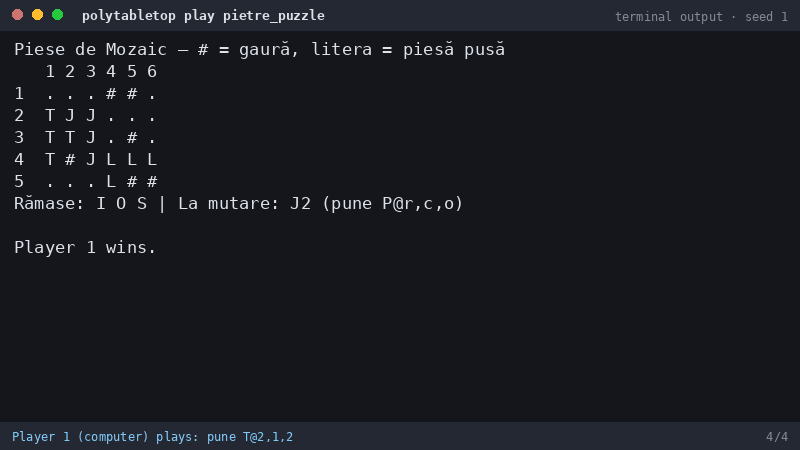 polytabletop play pietre_puzzle
terminal output · seed 1
Piese de Mozaic — # = gaură, litera = piesă pusă
1 2 3 4 5 6
1 . . . # # .
2 T J J . . .
3 T T J . # .
4 T # J L L L
5 . . . L # #
Rămase: I O S | La mutare: J2 (pune P@r,c,o)
Player 1 wins.
Player 1 (computer) plays: pune T@2,1,2
4/4